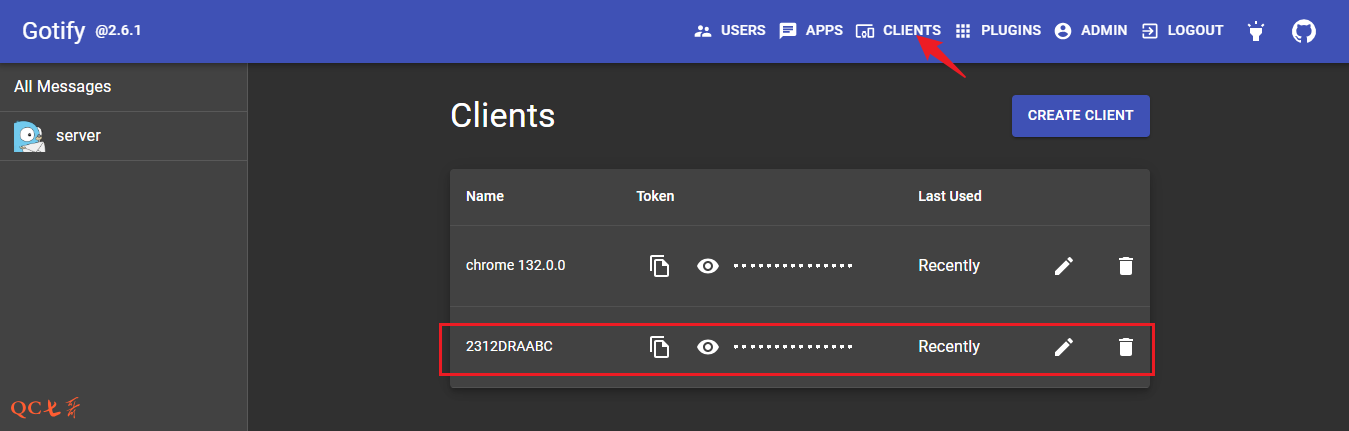 Gotify @2.6.1 USERS APPS CLIENTS PLUGINS ADMIN LOGOUT
All Messages
server
Clients CREATE CLIENT
Name Token Last Used
chrome 132.0.0 ••••••••••••••• Recently
2312DRAABC ••••••••••••••• Recently
QC七哥